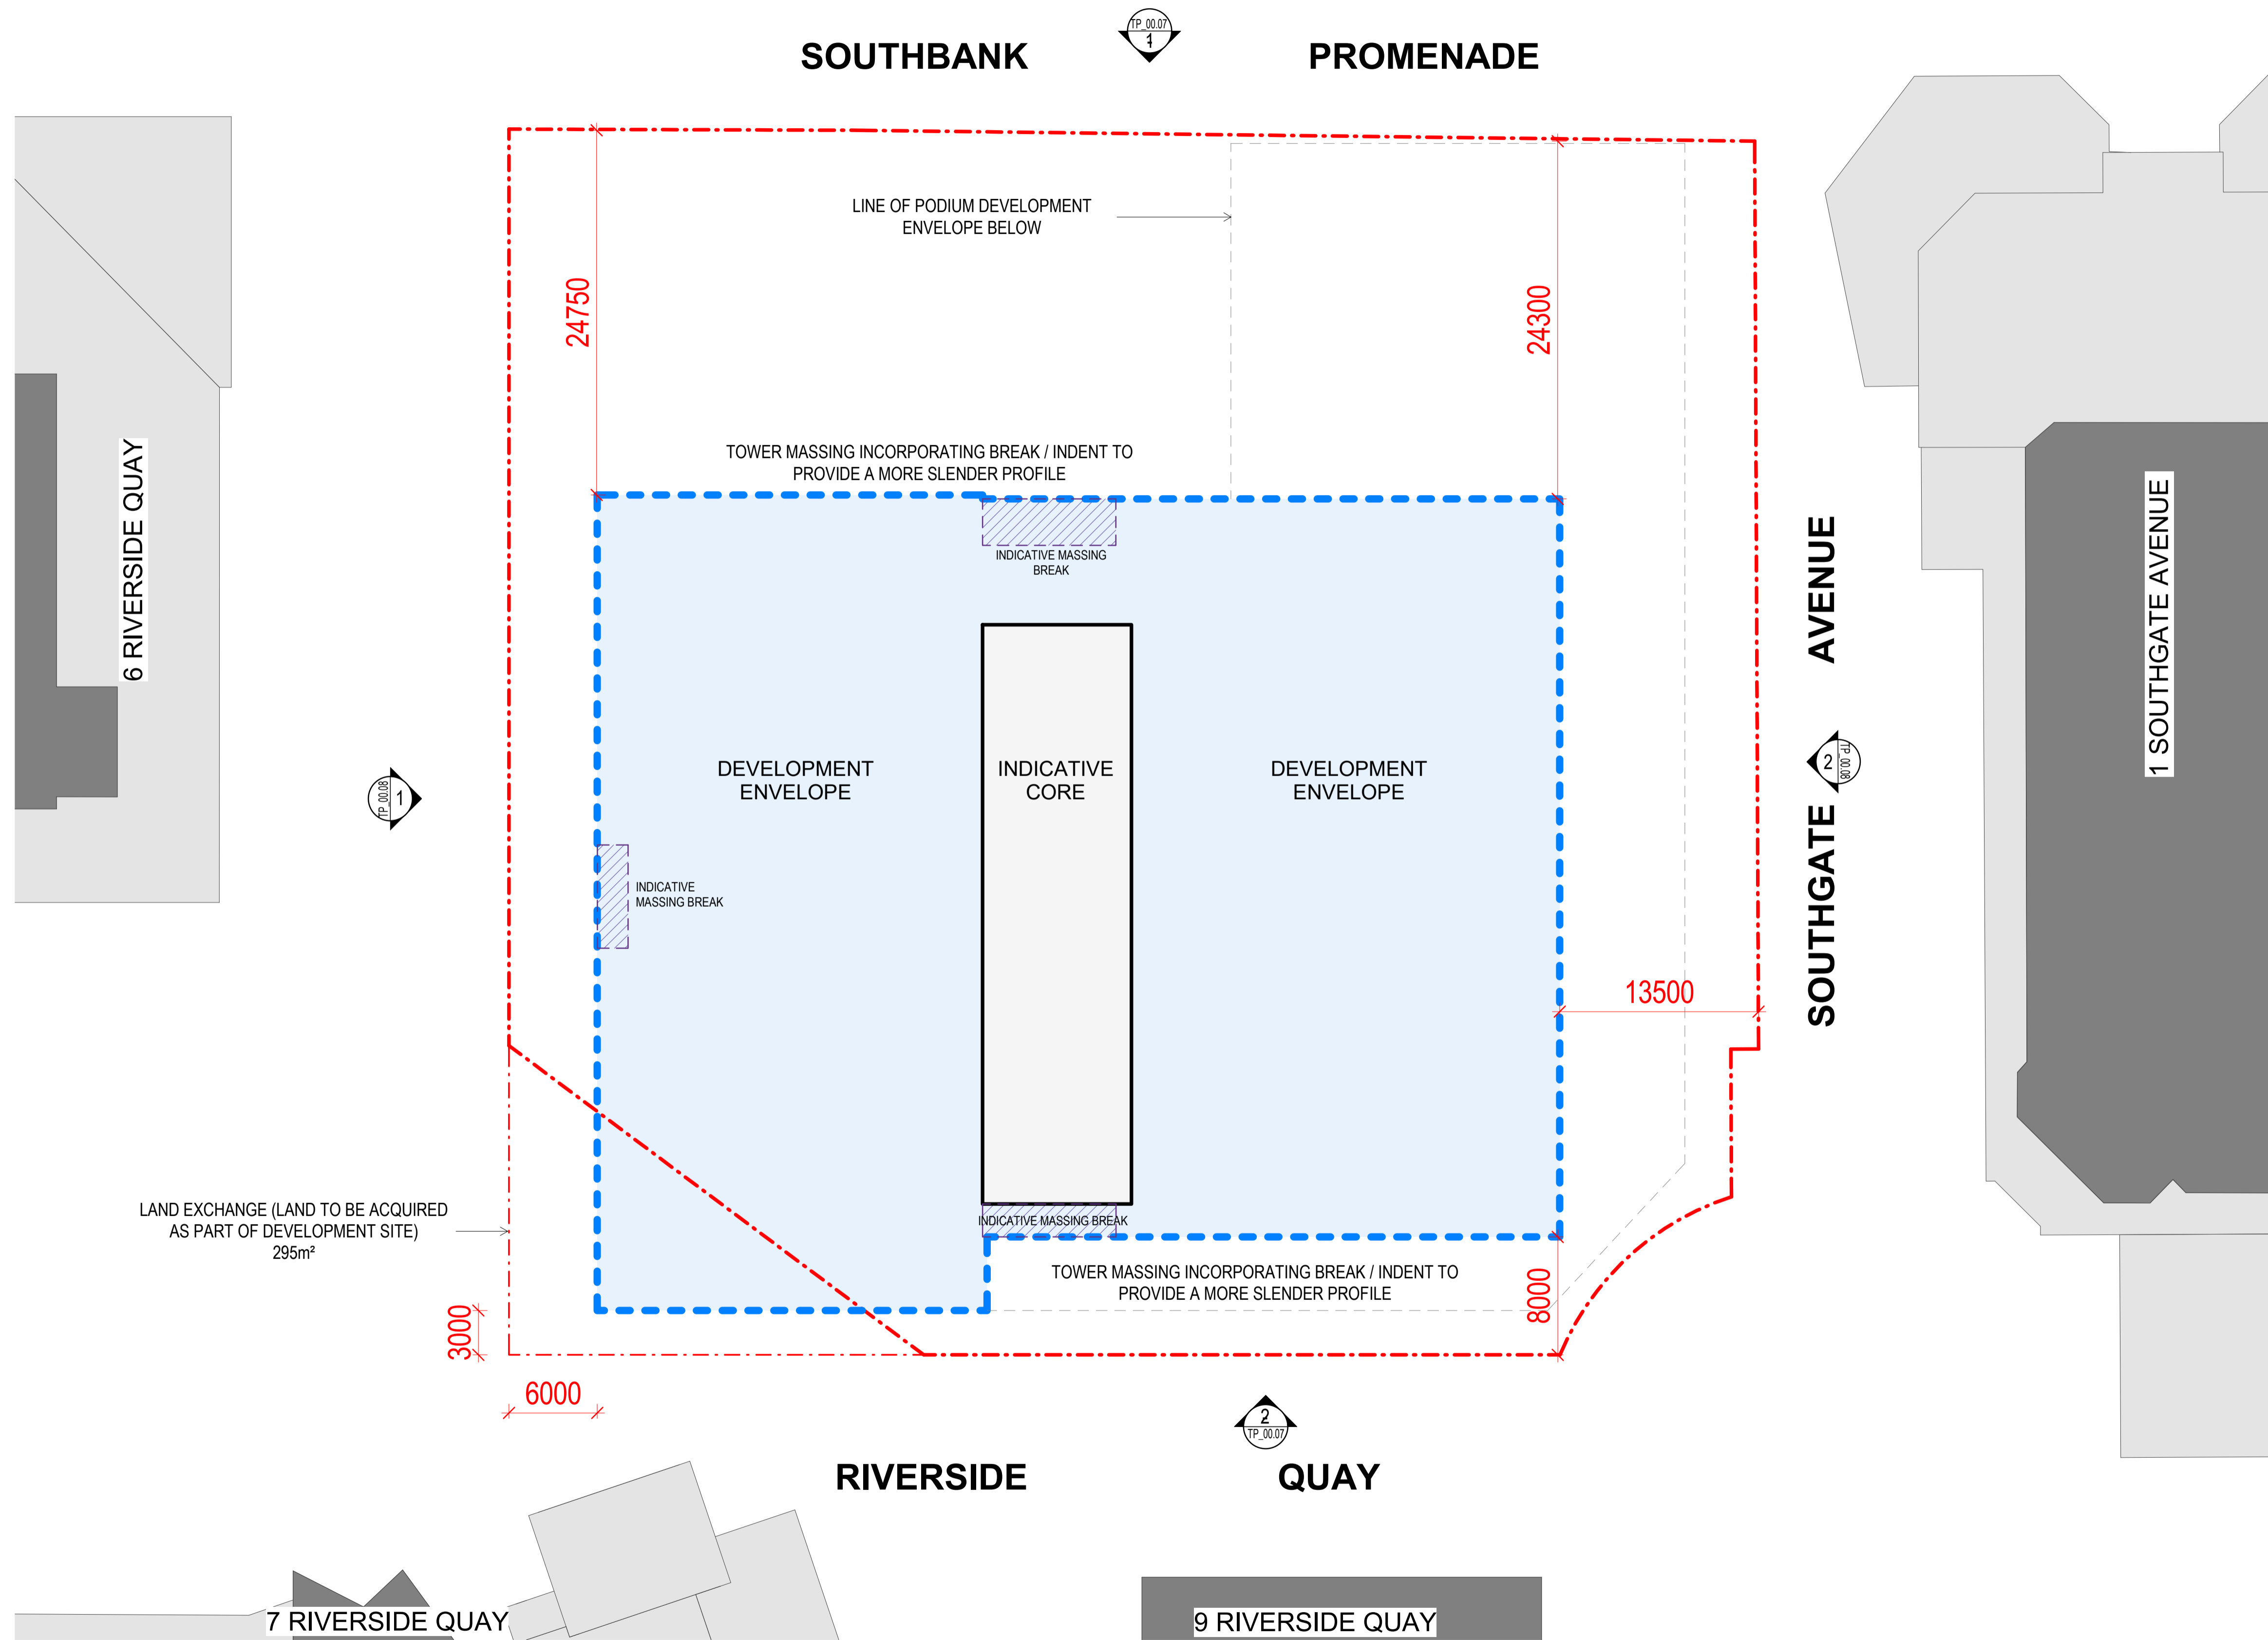 TP_00.07
1
SOUTHBANK PROMENADE
LINE OF PODIUM DEVELOPMENT
ENVELOPE BELOW
24750
24300
TOWER MASSING INCORPORATING BREAK / INDENT TO
PROVIDE A MORE SLENDER PROFILE
6 RIVERSIDE QUAY
INDICATIVE MASSING
BREAK
SOUTHGATE AVENUE
1 SOUTHGATE AVENUE
DEVELOPMENT
ENVELOPE
INDICATIVE
CORE
DEVELOPMENT
ENVELOPE
TP_00.08
1
2
TP_00.08
INDICATIVE
MASSING BREAK
13500
LAND EXCHANGE (LAND TO BE ACQUIRED
AS PART OF DEVELOPMENT SITE)
295m²
INDICATIVE MASSING BREAK
TOWER MASSING INCORPORATING BREAK / INDENT TO
PROVIDE A MORE SLENDER PROFILE
8000
3000
6000
2
TP_00.07
RIVERSIDE QUAY
7 RIVERSIDE QUAY
9 RIVERSIDE QUAY